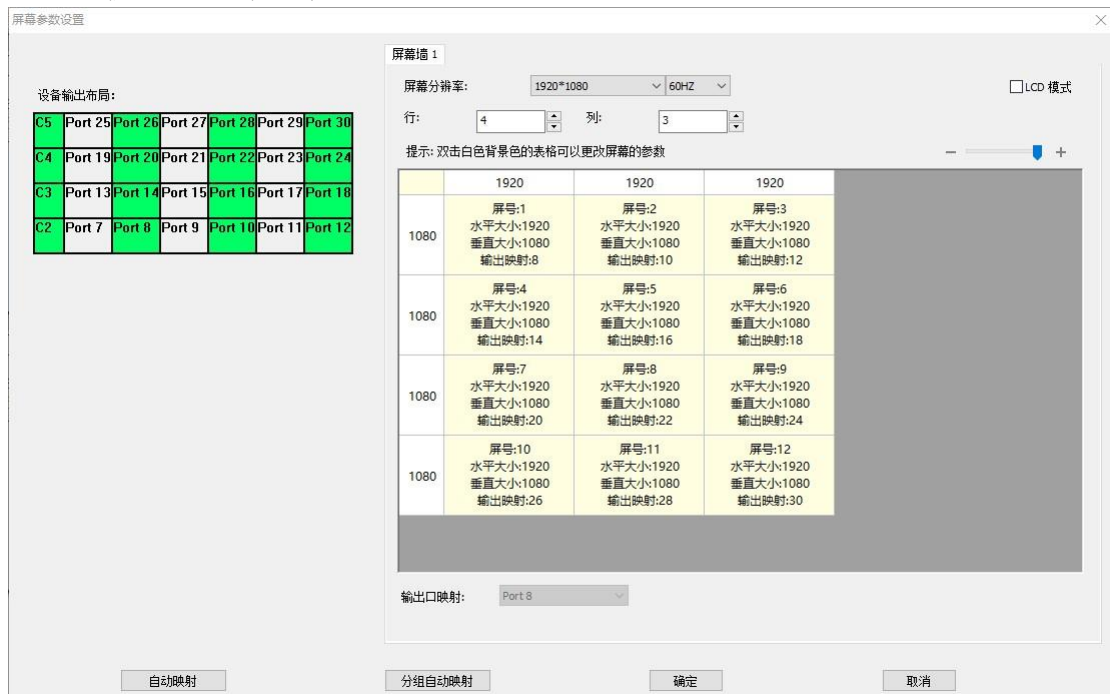 屏幕参数设置
屏幕墙 1
屏幕分辨率: 1920*1080 60HZ LCD 模式
设备输出布局:
行: 4 列: 3
提示: 双击白色背景色的表格可以更改屏幕的参数
C5 Port 25 Port 26 Port 27 Port 28 Port 29 Port 30
C4 Port 19 Port 20 Port 21 Port 22 Port 23 Port 24
C3 Port 13 Port 14 Port 15 Port 16 Port 17 Port 18
C2 Port 7 Port 8 Port 9 Port 10 Port 11 Port 12
1920 1920 1920
屏号:1 屏号:2 屏号:3
水平大小:1920 水平大小:1920 水平大小:1920
1080
垂直大小:1080 垂直大小:1080 垂直大小:1080
输出映射:8 输出映射:10 输出映射:12
屏号:4 屏号:5 屏号:6
水平大小:1920 水平大小:1920 水平大小:1920
1080
垂直大小:1080 垂直大小:1080 垂直大小:1080
输出映射:14 输出映射:16 输出映射:18
屏号:7 屏号:8 屏号:9
水平大小:1920 水平大小:1920 水平大小:1920
1080
垂直大小:1080 垂直大小:1080 垂直大小:1080
输出映射:20 输出映射:22 输出映射:24
屏号:10 屏号:11 屏号:12
水平大小:1920 水平大小:1920 水平大小:1920
1080
垂直大小:1080 垂直大小:1080 垂直大小:1080
输出映射:26 输出映射:28 输出映射:30
输出口映射: Port 8
自动映射 分组自动映射 确定 取消